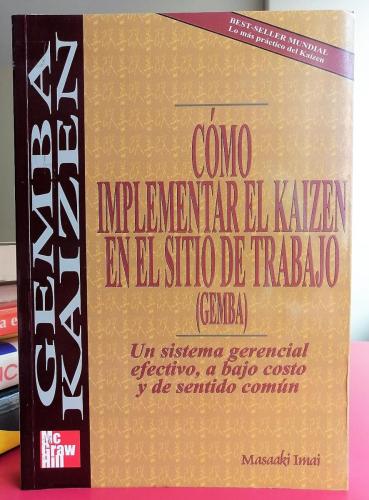 BEST-SELLER MUNDIAL
Lo más práctico del Kaizen
GEMBA
KAIZEN
CÓMO
IMPLEMENTAR EL KAIZEN
EN EL SITIO DE TRABAJO
(GEMBA)
Un sistema gerencial
efectivo, a bajo costo
y de sentido común
Mc
Graw
Hill
Masaaki Imai